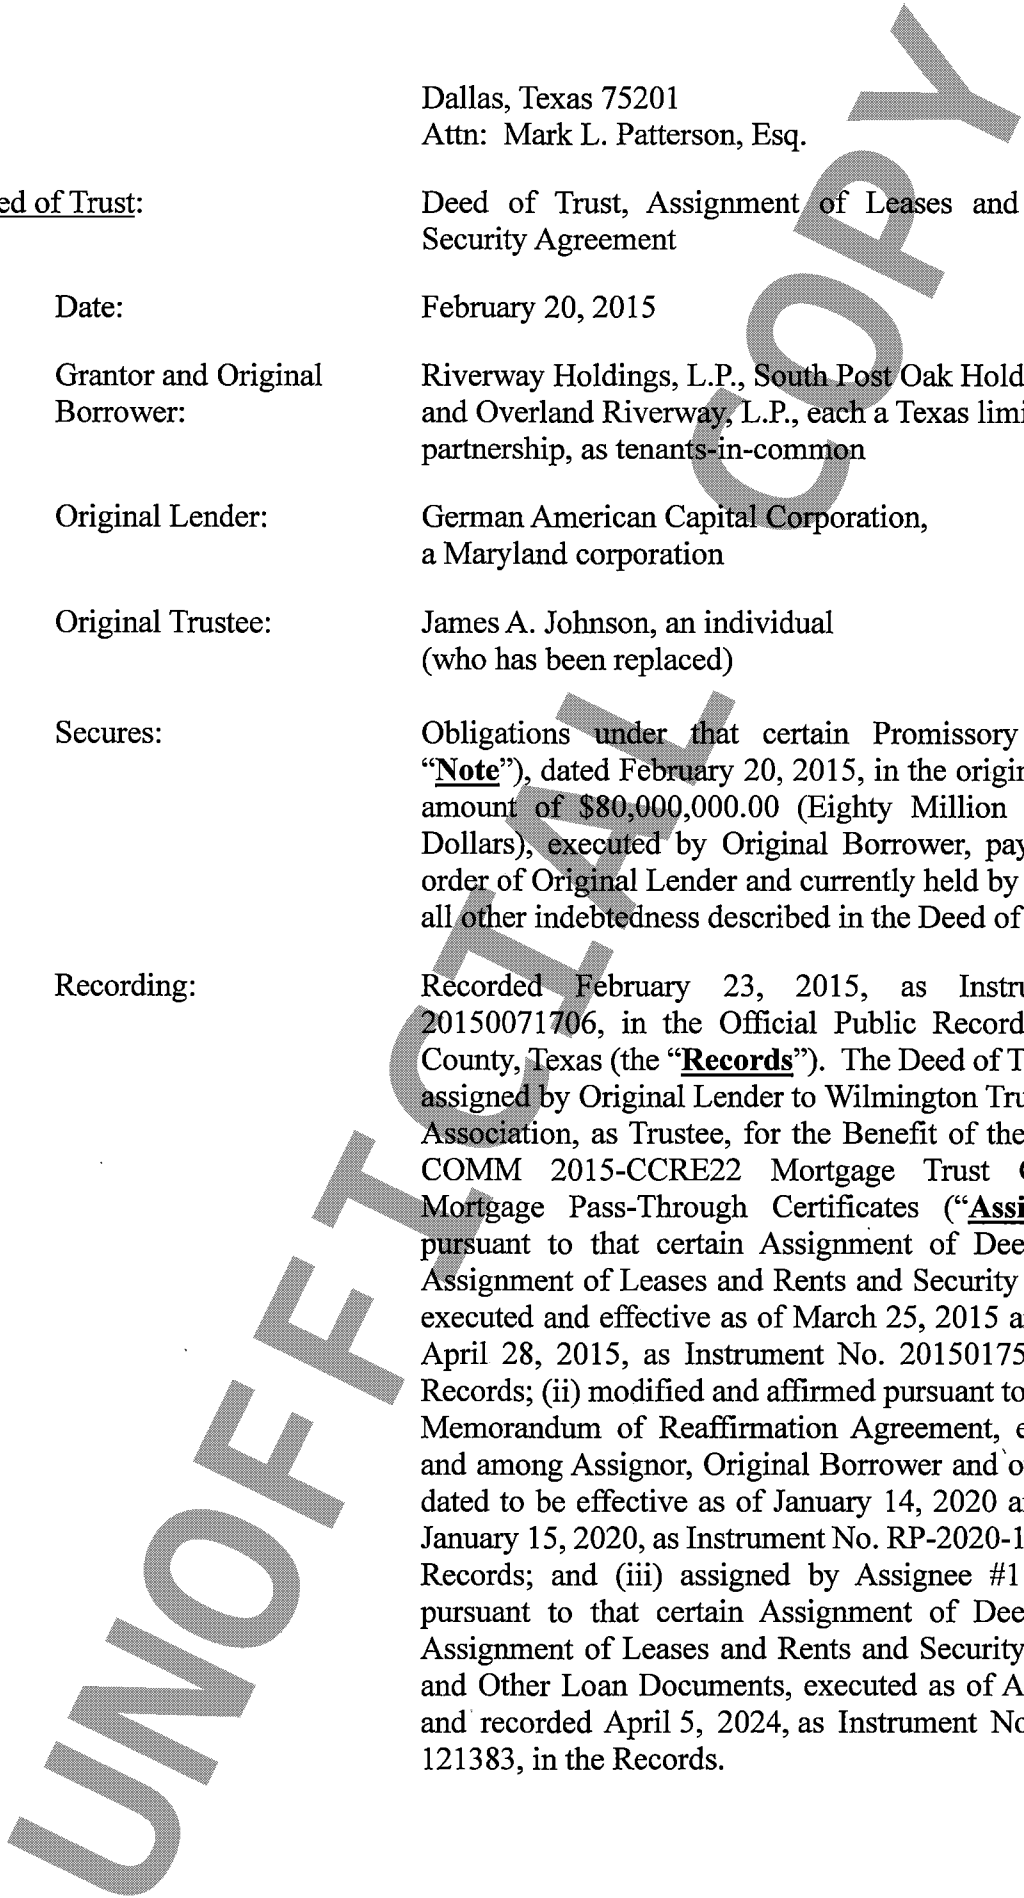 Dallas, Texas 75201
Attn: Mark L. Patterson, Esq.
ed of Trust:
Deed of Trust, Assignment of Leases and
Security Agreement
Date:
February 20, 2015
Grantor and Original
Borrower:
Riverway Holdings, L.P., South Post Oak Hold
and Overland Riverway, L.P., each a Texas limi
partnership, as tenants-in-common
Original Lender:
German American Capital Corporation,
a Maryland corporation
Original Trustee:
James A. Johnson, an individual
(who has been replaced)
Secures:
Obligations under that certain Promissory
“Note”), dated February 20, 2015, in the origin
amount of $80,000,000.00 (Eighty Million
Dollars), executed by Original Borrower, pay
order of Original Lender and currently held by
all other indebtedness described in the Deed of
Recording:
Recorded February 23, 2015, as Instru
20150071706, in the Official Public Record
County, Texas (the “Records”). The Deed of T
assigned by Original Lender to Wilmington Tru
Association, as Trustee, for the Benefit of the
COMM 2015-CCRE22 Mortgage Trust C
Mortgage Pass-Through Certificates (“Assi
pursuant to that certain Assignment of Dee
Assignment of Leases and Rents and Security
executed and effective as of March 25, 2015 a
April 28, 2015, as Instrument No. 20150175
Records; (ii) modified and affirmed pursuant to
Memorandum of Reaffirmation Agreement, e
and among Assignor, Original Borrower and o
dated to be effective as of January 14, 2020 a
January 15, 2020, as Instrument No. RP-2020-1
Records; and (iii) assigned by Assignee #1
pursuant to that certain Assignment of Dee
Assignment of Leases and Rents and Security
and Other Loan Documents, executed as of A
and recorded April 5, 2024, as Instrument No
121383, in the Records.
UNOFFICIAL COPY